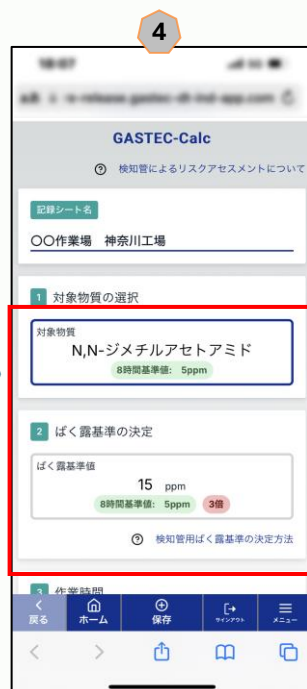 4
18:07
GASTEC-Calc
? 検知管によるリスクアセスメントについて
記録シート名
〇〇作業場 神奈川工場
1 対象物質の選択
対象物質
N,N-ジメチルアセトアミド
8時間基準値: 5ppm
2 ばく露基準の決定
ばく露基準値
15 ppm
8時間基準値: 5ppm 3倍
? 検知管用ばく露基準の決定方法
3 作業時間
戻る ホーム 保存 サインアウト メニュー